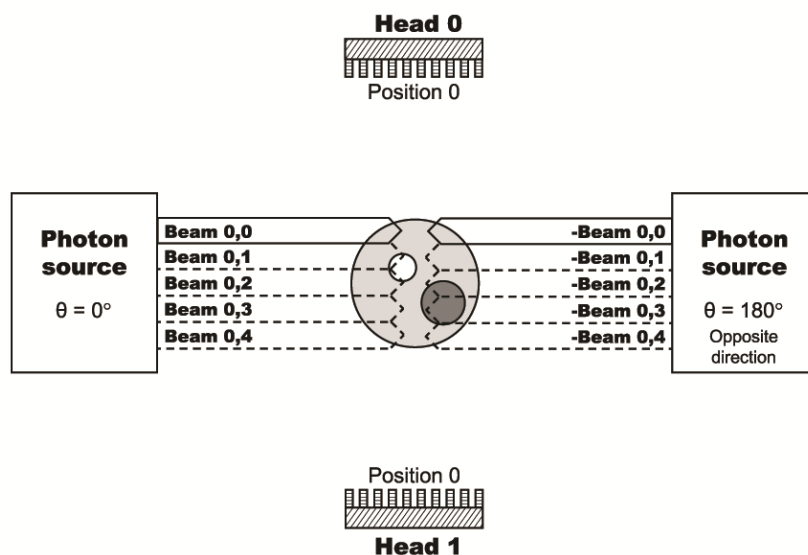 Head 0
Position 0
Photon
source
θ = 0°
Beam 0,0
Beam 0,1
Beam 0,2
Beam 0,3
Beam 0,4
-Beam 0,0
-Beam 0,1
-Beam 0,2
-Beam 0,3
-Beam 0,4
Photon
source
θ = 180°
Opposite
direction
Position 0
Head 1